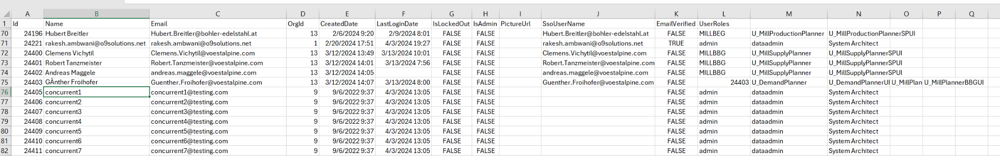 A B C D E F G H I J K L M N O P Q
1 Id Name Email OrgId CreatedDate LastLoginDate IsLockedOut IsAdmin PictureUrl SsoUserName EmailVerified UserRoles
70 24196 Hubert Breitler Hubert.Breitler@bohler-edelstahl.at 13 2/6/2024 9:20 2/9/2024 8:01 FALSE FALSE Hubert.Breitler@bohler-edelstahl.at FALSE MILLBEG U_MillProductionPlanner U_MillProductionPlannerSPUI
71 24221 rakesh.ambwani@o9solutions.net rakesh.ambwani@o9solutions.net 1 2/20/2024 17:51 4/3/2024 19:27 FALSE FALSE rakesh.ambwani@o9solutions.net TRUE admin dataadmin System Architect
72 24400 Clemens Vichytil Clemens.Vichytil@voestalpine.com 13 3/12/2024 13:49 3/13/2024 10:01 FALSE FALSE Clemens.Vichytil@voestalpine.com FALSE MILLBBG U_MillSupplyPlanner U_MillSupplyPlannerSPUI
73 24401 Robert Tanzmeister Robert.Tanzmeister@voestalpine.com 13 3/12/2024 14:01 3/13/2024 7:56 FALSE FALSE Robert.Tanzmeister@voestalpine.com FALSE MILLBBG U_MillSupplyPlanner U_MillSupplyPlannerSPUI
74 24402 Andreas Maggele andreas.maggele@voestalpine.com 13 3/12/2024 14:05 FALSE FALSE andreas.maggele@voestalpine.com FALSE MILLBBG U_MillSupplyPlanner U_MillSupplyPlannerSPUI
75 24403 GÂnther Froihofer Guenther.Froihofer@voestalpine.com 13 3/12/2024 14:07 3/13/2024 8:00 FALSE FALSE Guenther.Froihofer@voestalpine.com FALSE 24403 U_DemandPlanner U_DemandPlannerUI U_MillPlan U_MillPlannerBBGUI
76 24405 concurrent1 concurrent1@testing.com 9 9/6/2022 9:37 4/3/2024 13:05 FALSE FALSE FALSE admin dataadmin System Architect
77 24406 concurrent2 concurrent2@testing.com 9 9/6/2022 9:37 4/3/2024 13:05 FALSE FALSE FALSE admin dataadmin System Architect
78 24407 concurrent3 concurrent3@testing.com 9 9/6/2022 9:37 4/3/2024 13:05 FALSE FALSE FALSE admin dataadmin System Architect
79 24408 concurrent4 concurrent4@testing.com 9 9/6/2022 9:37 4/3/2024 13:05 FALSE FALSE FALSE admin dataadmin System Architect
80 24409 concurrent5 concurrent5@testing.com 9 9/6/2022 9:37 4/3/2024 13:05 FALSE FALSE FALSE admin dataadmin System Architect
81 24410 concurrent6 concurrent6@testing.com 9 9/6/2022 9:37 4/3/2024 13:05 FALSE FALSE FALSE admin dataadmin System Architect
82 24411 concurrent7 concurrent7@testing.com 9 9/6/2022 9:37 4/3/2024 13:05 FALSE FALSE FALSE admin dataadmin System Architect